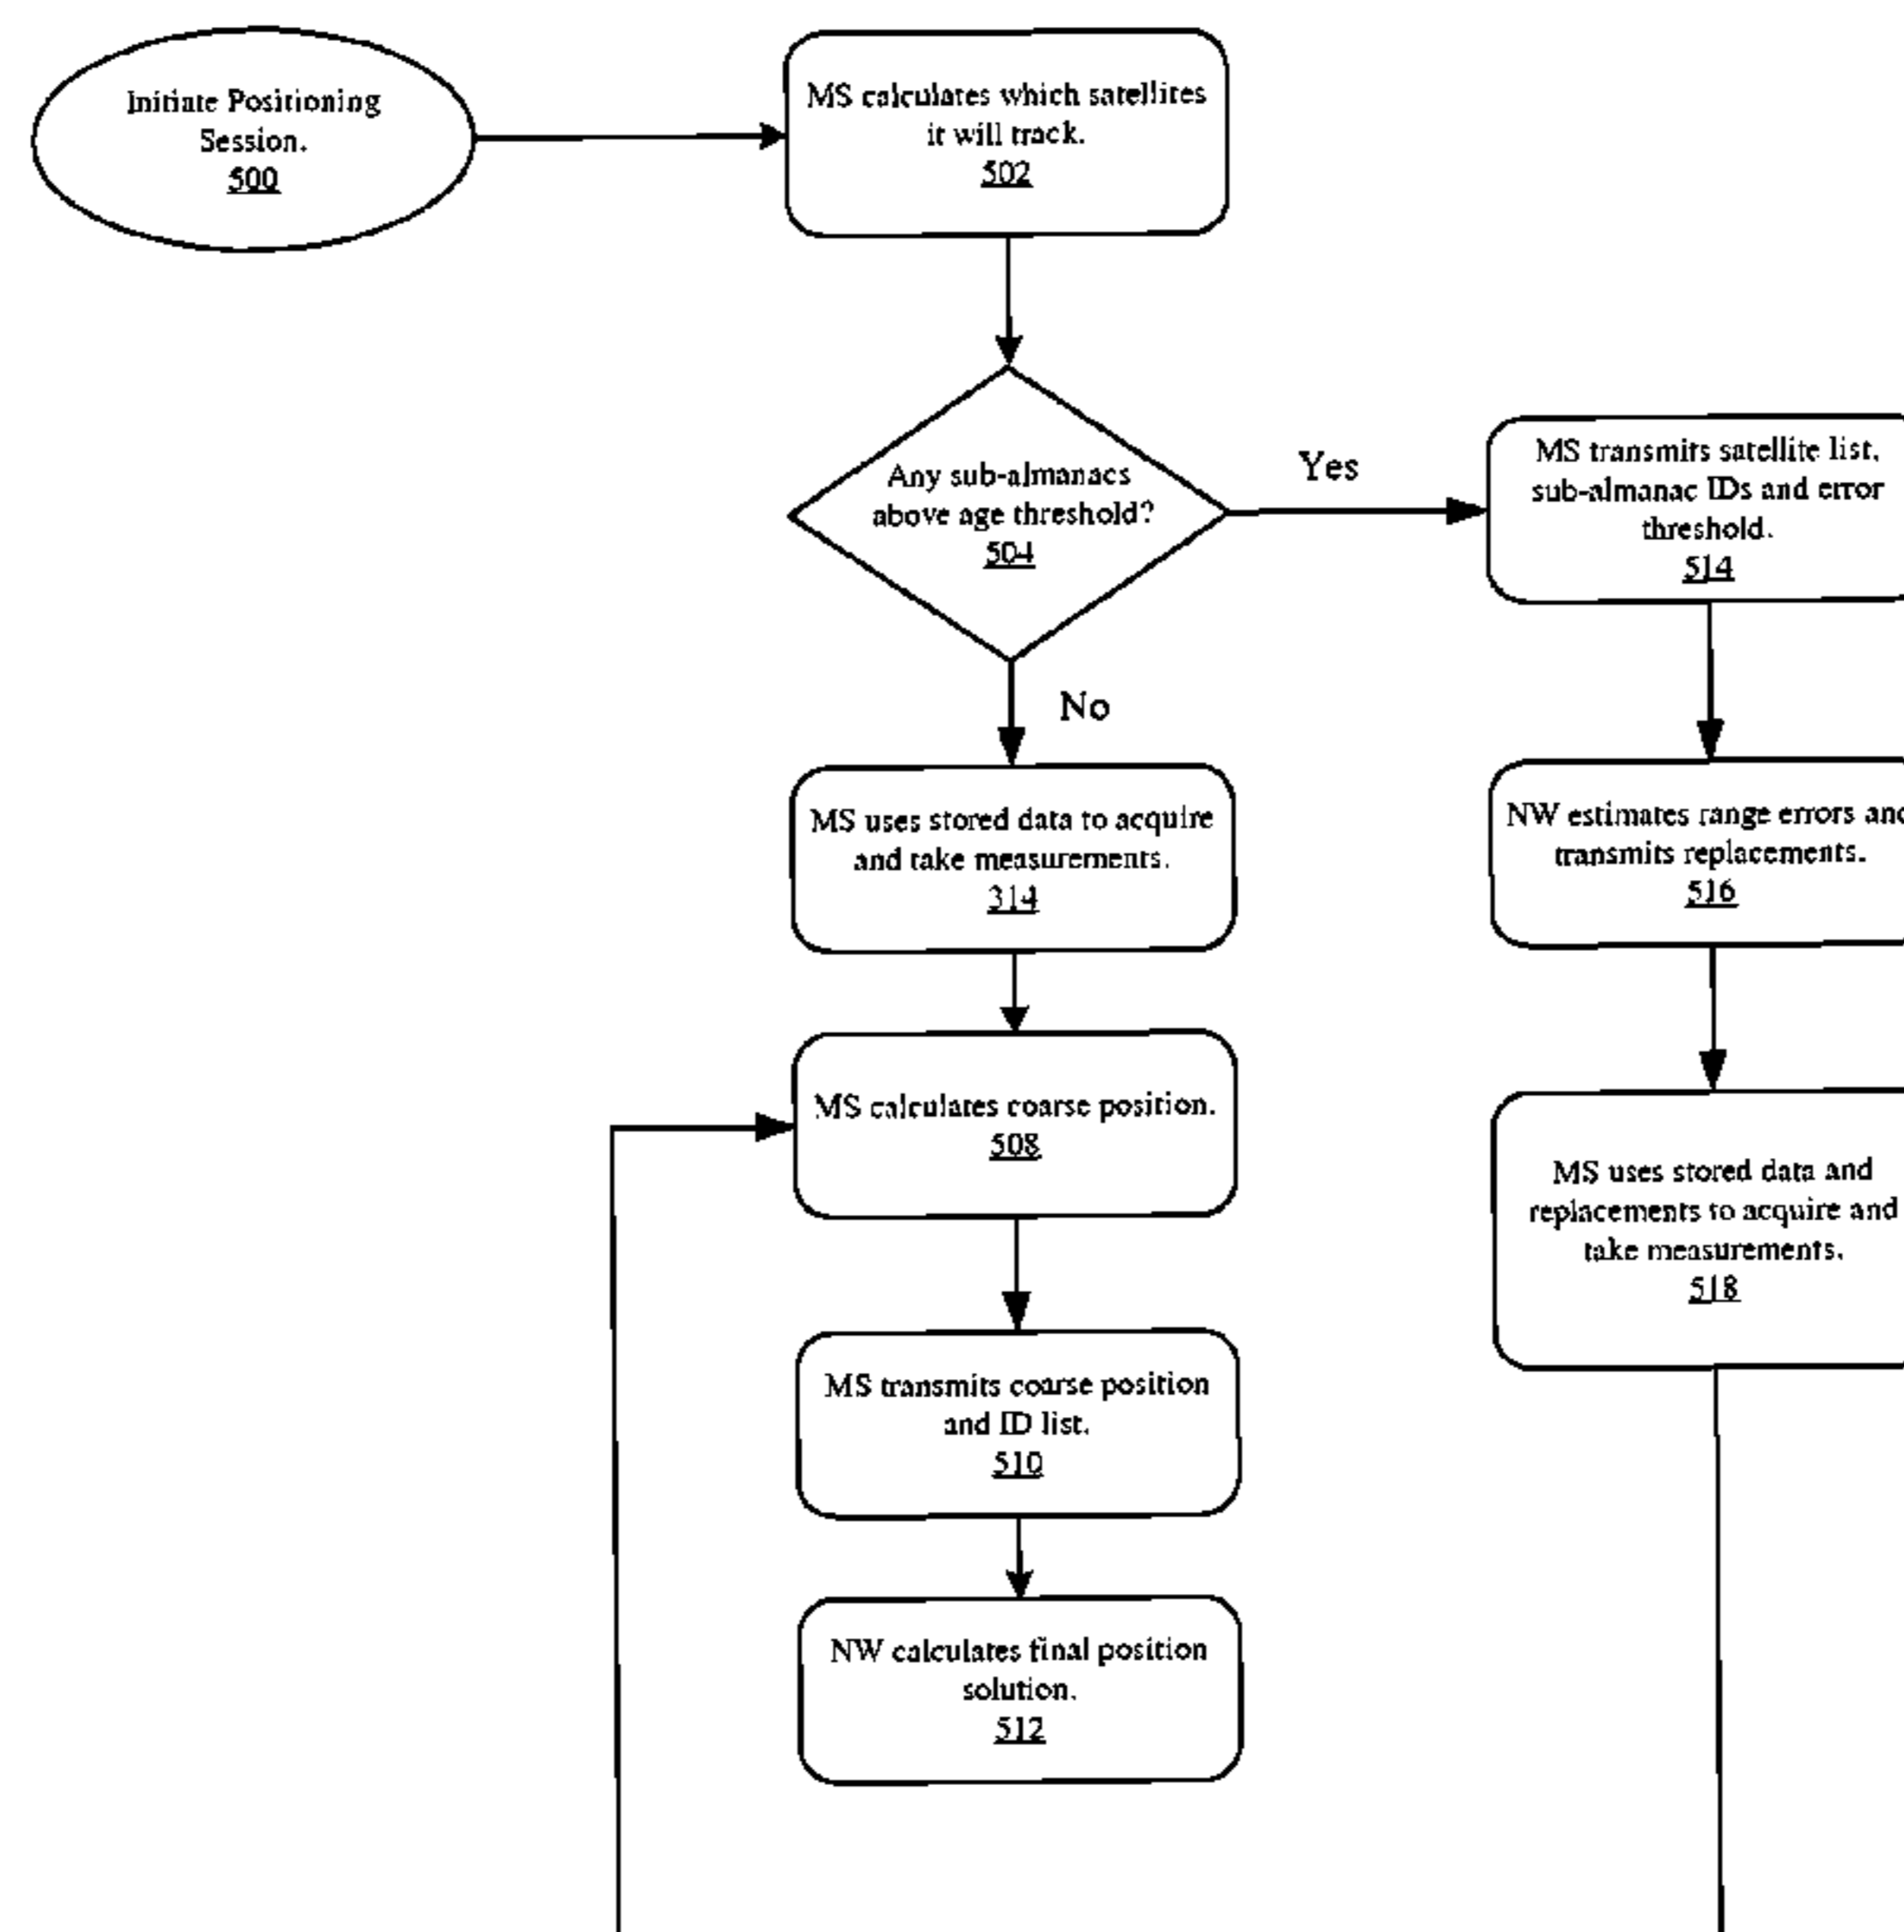 Initiate Positioning
Session.
500
MS calculates which satellites
it will track.
502
Any sub-almanacs
above age threshold?
504
Yes
No
MS transmits satellite list,
sub-almanac IDs and error
threshold.
514
MS uses stored data to acquire
and take measurements.
314
NW estimates range errors and
transmits replacements.
516
MS calculates coarse position.
508
MS uses stored data and
replacements to acquire and
take measurements.
518
MS transmits coarse position
and ID list.
510
NW calculates final position
solution.
512